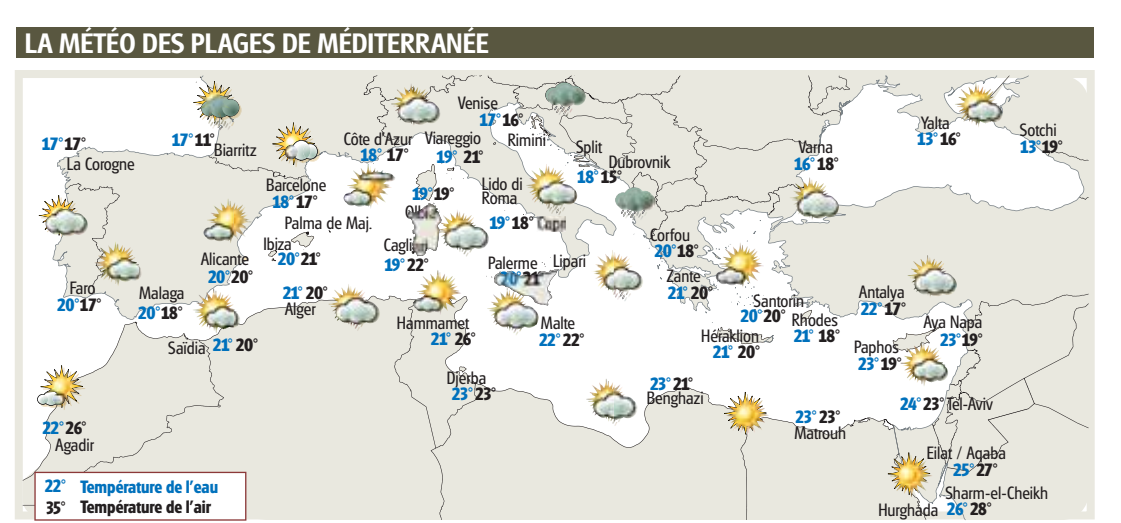 LA MÉTÉO DES PLAGES DE MÉDITERRANÉE
17° 17°
La Corogne
17° 11°
Biarritz
Côte d'Azur
18° 17°
Viareggio
19° 21°
Venise
17° 16°
Rimini
Split
18° 15°
Dubrovnik
Varna
16° 18°
Yalta
13° 16°
Sotchi
13° 19°
Barcelone
18° 17°
Palma de Maj.
19° 19°
Lido di
Roma
19° 18°
Ibiza
20° 21°
Alicante
20° 20°
19° 22°
Palerme
20° 21°
Lipari
Corfou
20° 18°
Zante
21° 20°
Santorin
20° 20°
Faro
20° 17°
Malaga
20° 18°
21° 20°
Alger
Saïdia
21° 20°
Hammamet
21° 26°
Malte
22° 22°
Héraklion
21° 20°
Rhodes
21° 18°
Antalya
22° 17°
Aya Napa
23° 19°
Paphos
23° 19°
Djerba
23° 23°
23° 21°
Benghazi
23° 23°
Matrouh
24° 23° Tel-Aviv
22° 26°
Agadir
Eilat / Aqaba
25° 27°
Sharm-el-Cheikh
Hurghada 26° 28°
22° Température de l'eau
35° Température de l'air